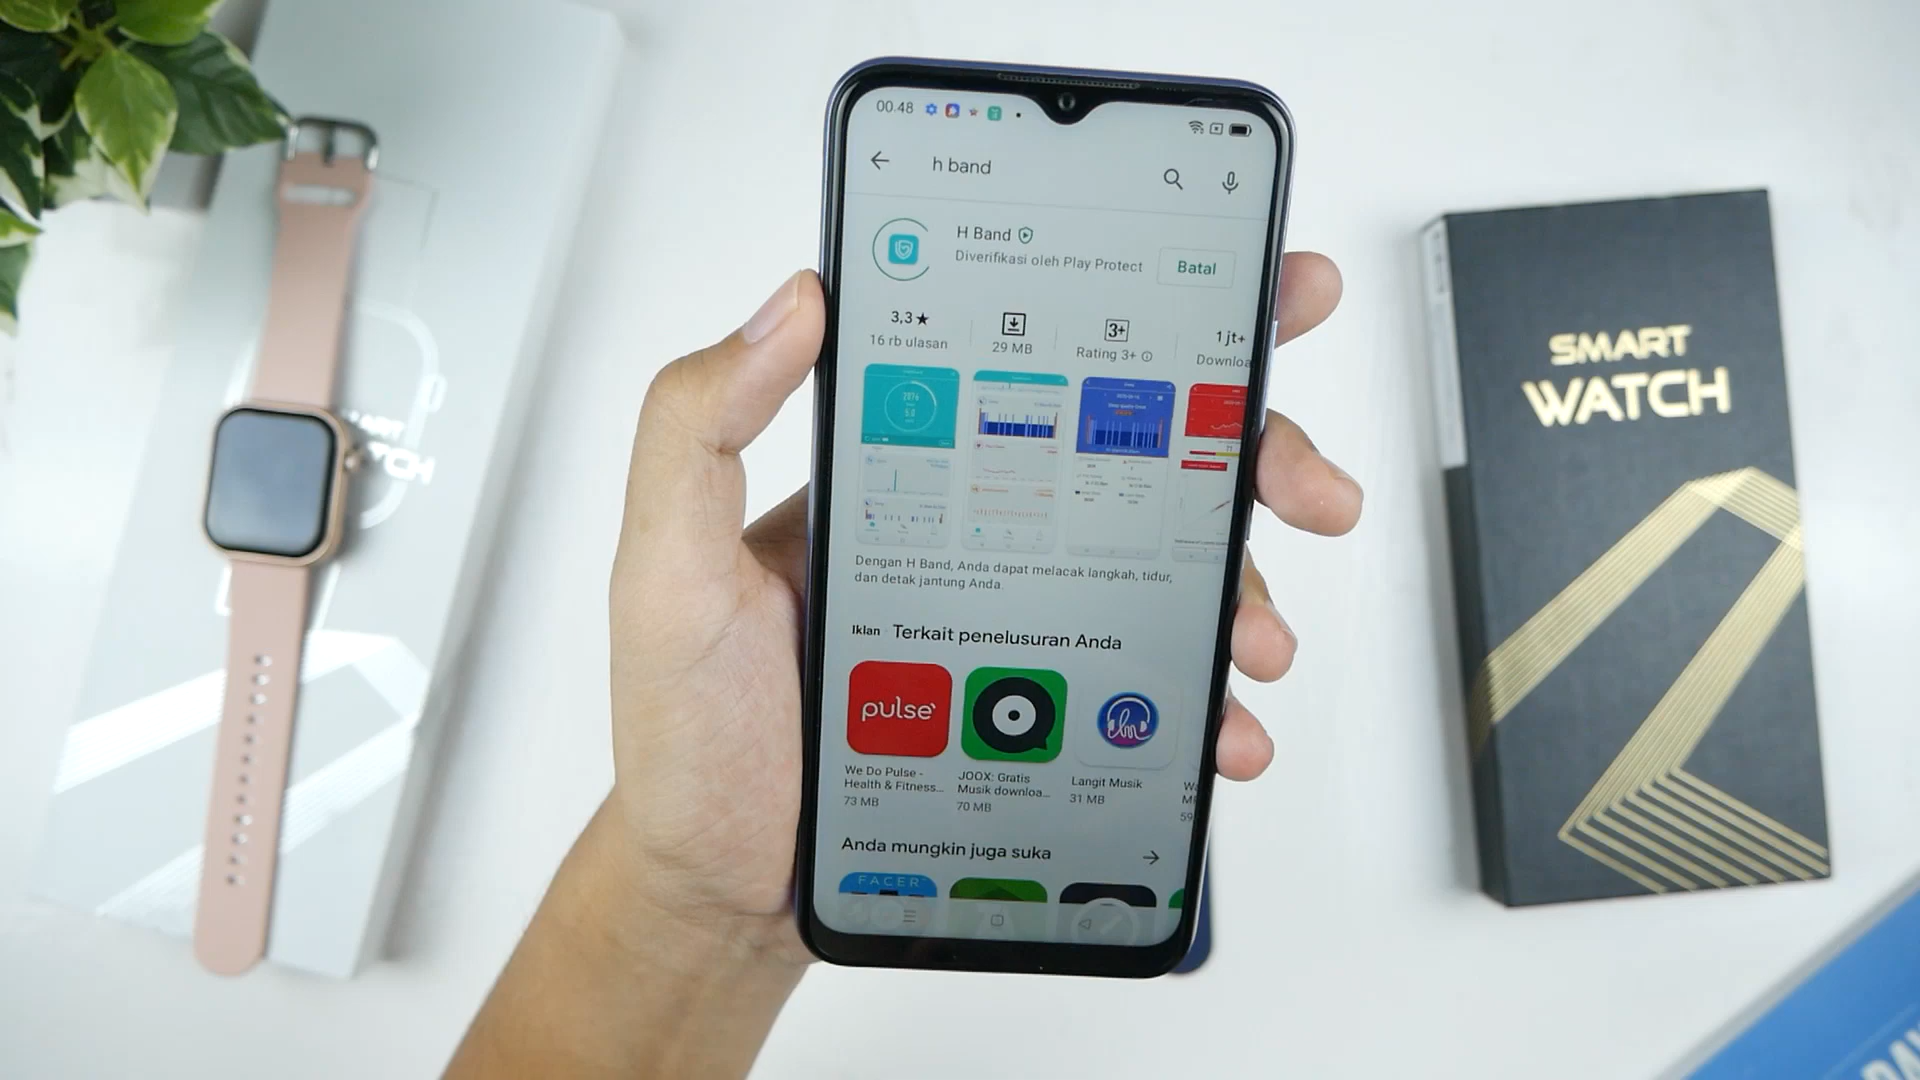 00.48
h band
H Band
Diverifikasi oleh Play Protect
Batal
3,3★
16 rb ulasan
29 MB
3+
Rating 3+
1 jt+
Downloa
Dengan H Band, Anda dapat melacak langkah, tidur,
dan detak jantung Anda.
Iklan · Terkait penelusuran Anda
pulse
We Do Pulse -
Health & Fitness...
73 MB
JOOX: Gratis
Musik downloa...
70 MB
Langit Musik
31 MB
59
Anda mungkin juga suka
FACER
SMART
WATCH